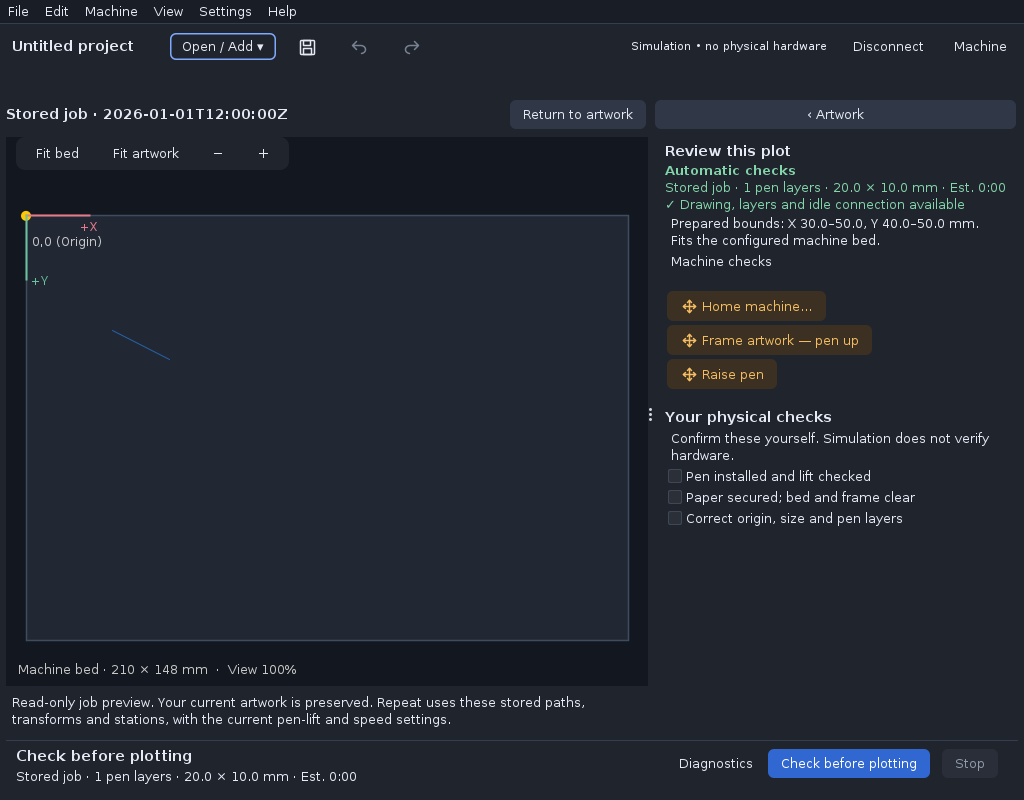 File Edit Machine View Settings Help
Untitled project
Open / Add ▾
Simulation • no physical hardware
Disconnect
Machine
Stored job · 2026-01-01T12:00:00Z
Return to artwork
‹ Artwork
Fit bed
Fit artwork
−
+
+X
0,0 (Origin)
+Y
Machine bed · 210 × 148 mm · View 100%
Read-only job preview. Your current artwork is preserved. Repeat uses these stored paths,
transforms and stations, with the current pen-lift and speed settings.
Review this plot
Automatic checks
Stored job · 1 pen layers · 20.0 × 10.0 mm · Est. 0:00
✓ Drawing, layers and idle connection available
Prepared bounds: X 30.0–50.0, Y 40.0–50.0 mm.
Fits the configured machine bed.
Machine checks
Home machine…
Frame artwork — pen up
Raise pen
Your physical checks
Confirm these yourself. Simulation does not verify
hardware.
Pen installed and lift checked
Paper secured; bed and frame clear
Correct origin, size and pen layers
Check before plotting
Stored job · 1 pen layers · 20.0 × 10.0 mm · Est. 0:00
Diagnostics
Check before plotting
Stop